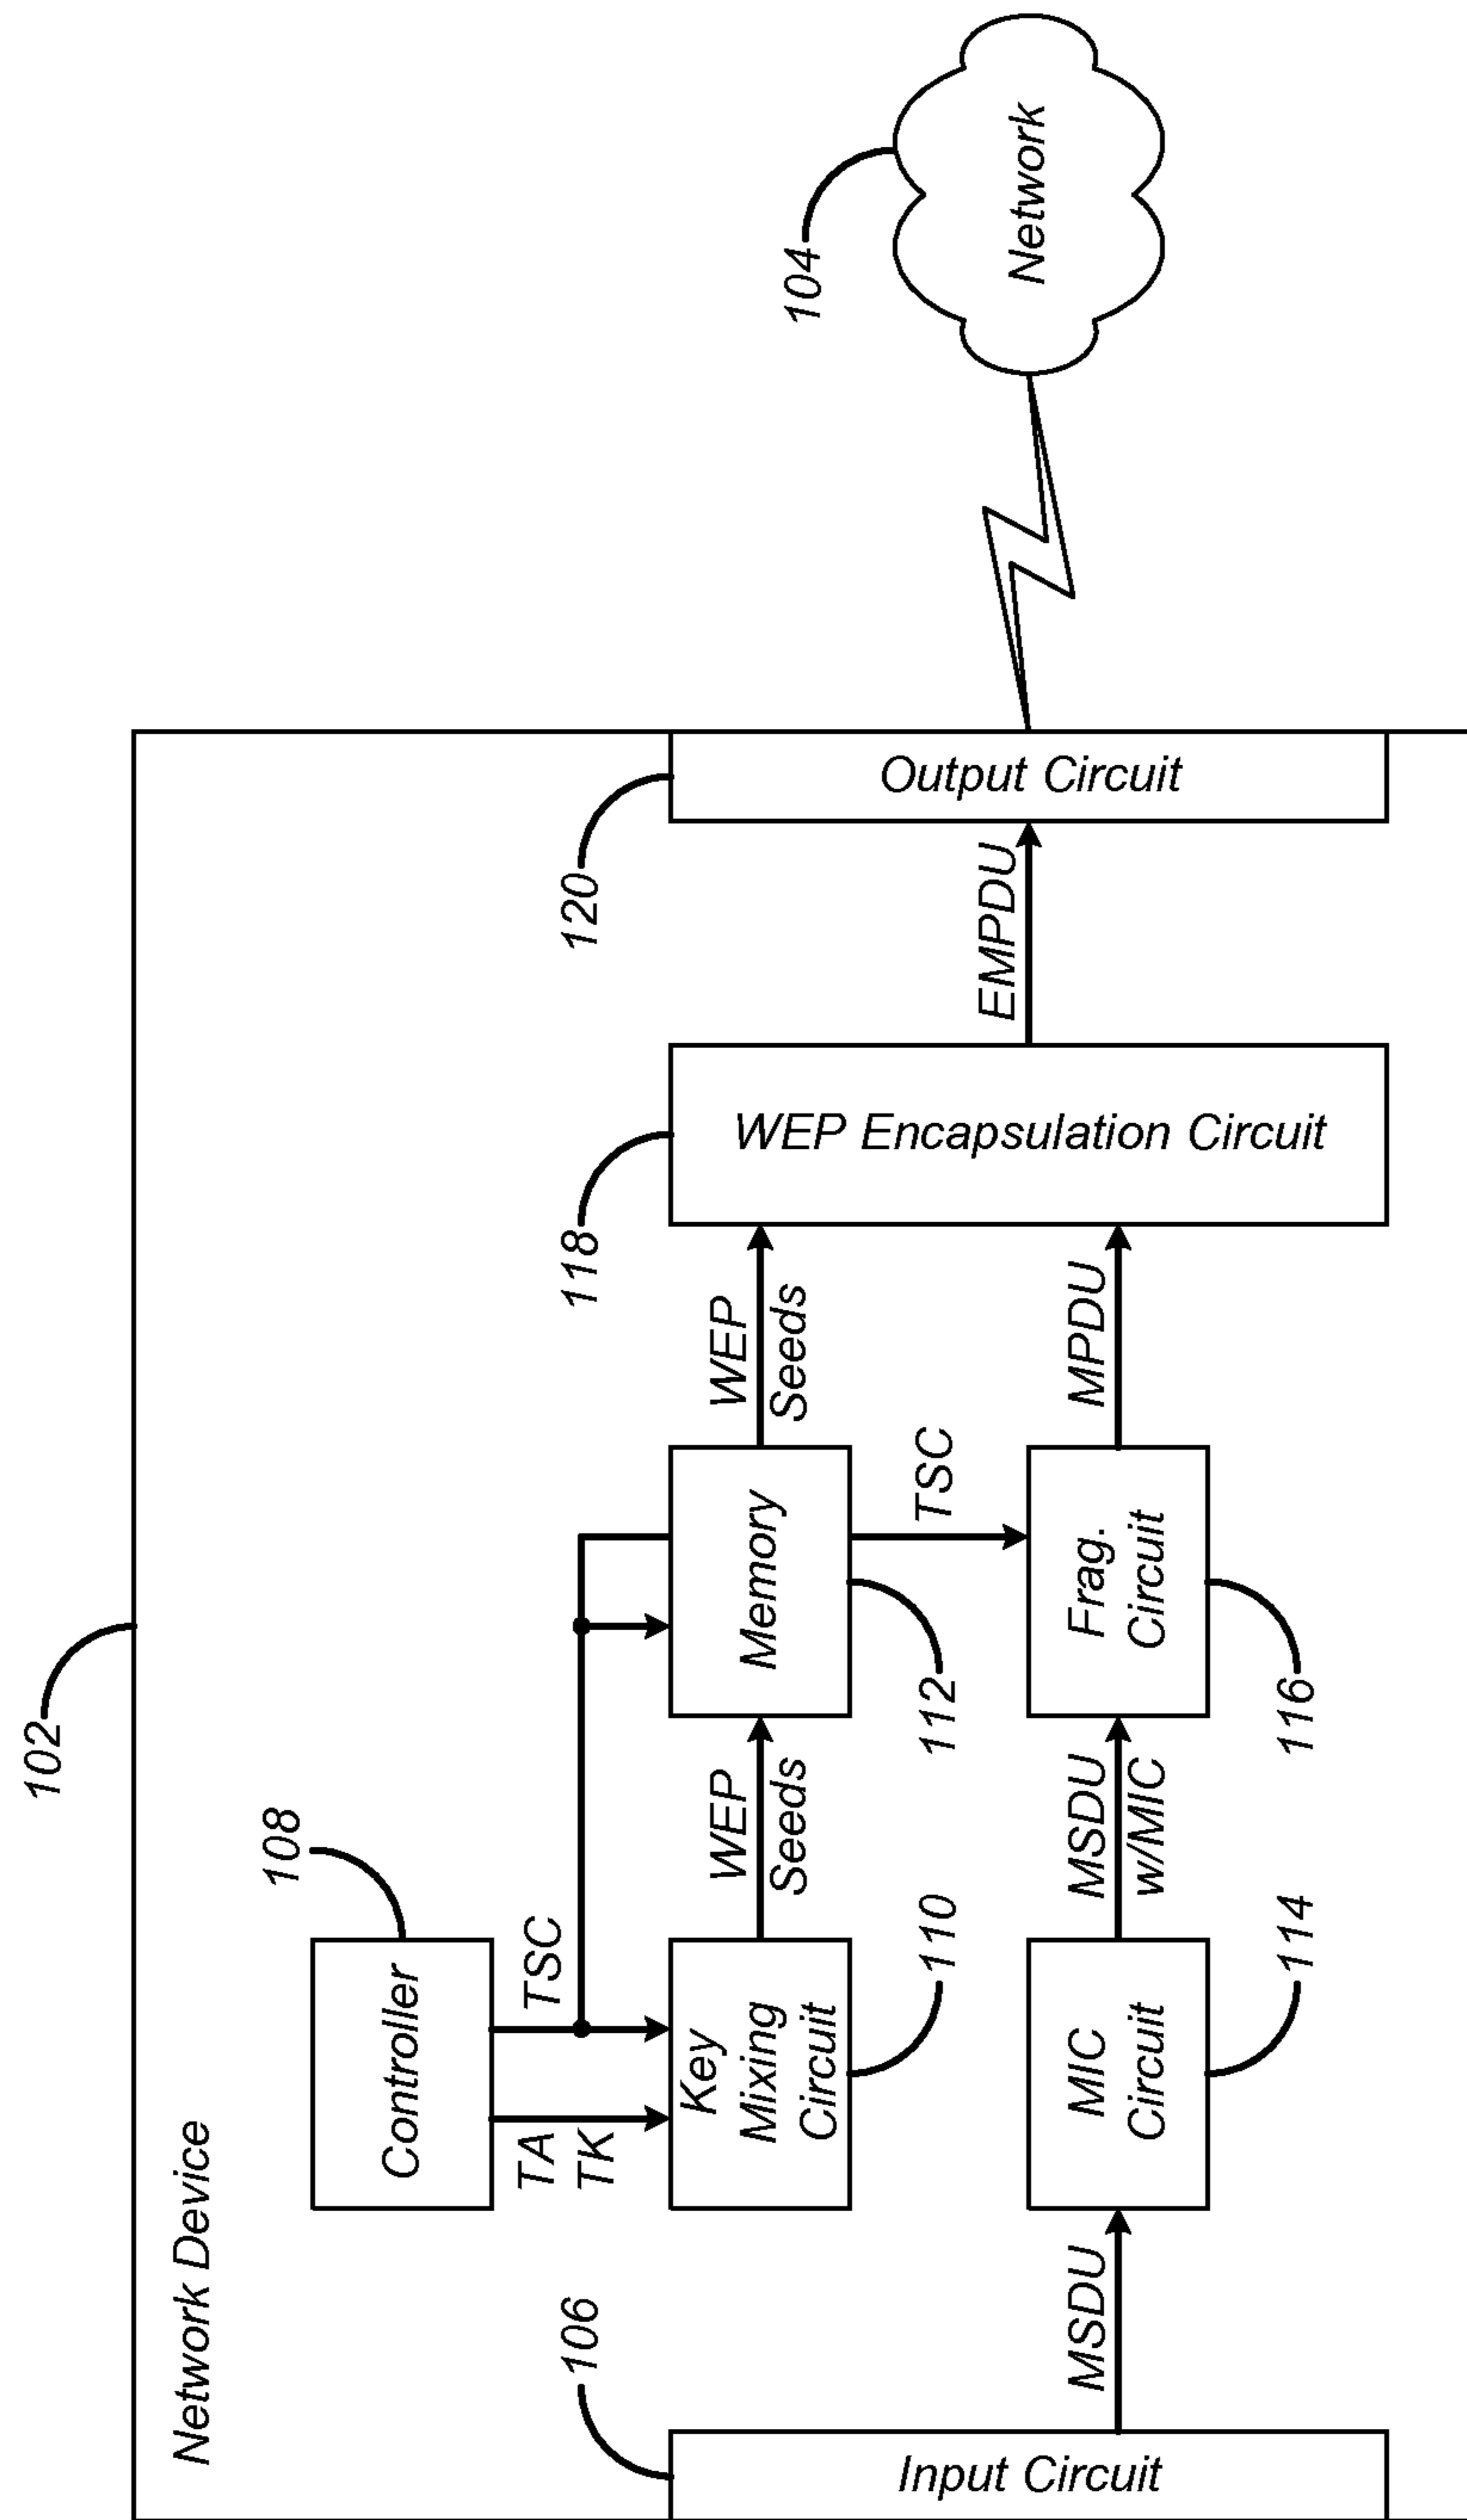 102
Network Device
108
Controller
TA
TK
TSC
106
Input Circuit
Key
Mixing
Circuit
110
WEP
Seeds
Memory
112
WEP
Seeds
TSC
118
WEP Encapsulation Circuit
120
Output Circuit
EMPDU
104
Network
MSDU
MIC
Circuit
114
MSDU
w/MIC
Frag.
Circuit
116
MPDU